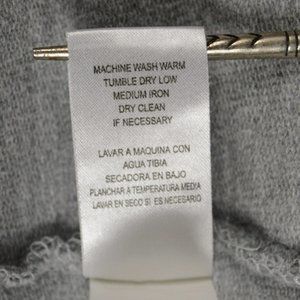 MACHINE WASH WARM
TUMBLE DRY LOW
MEDIUM IRON
DRY CLEAN
IF NECESSARY
LAVAR A MAQUINA CON
AGUA TIBIA
SECADORA EN BAJO
PLANCHAR A TEMPERATURA MEDIA
LAVAR EN SECO SI ES NECESARIO